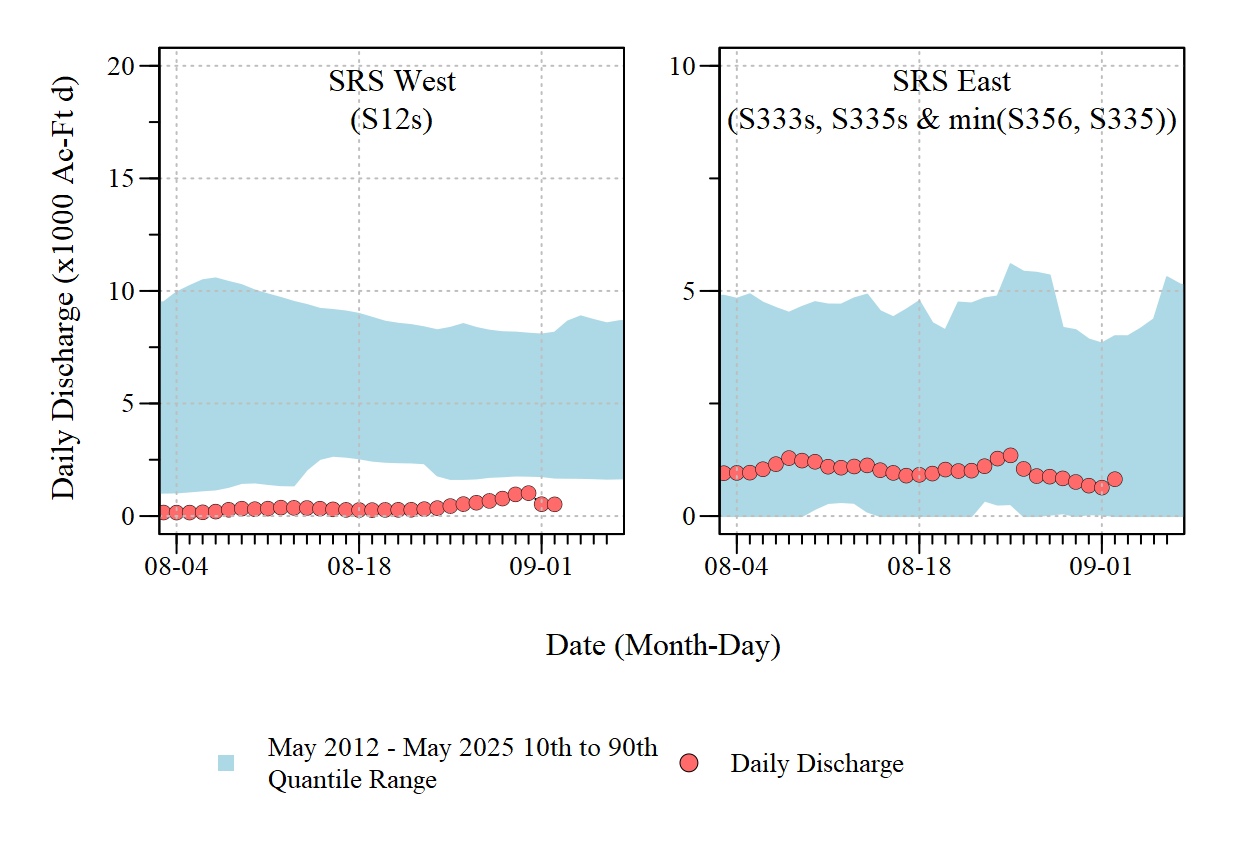 SRS West
(S12s)
20
15
10
5
0
Daily Discharge (x1000 Ac-Ft d)
08-04
08-18
09-01
SRS East
(S333s, S335s & min(S356, S335))
10
5
0
08-04
08-18
09-01
Date (Month-Day)
May 2012 - May 2025 10th to 90th
Quantile Range
Daily Discharge